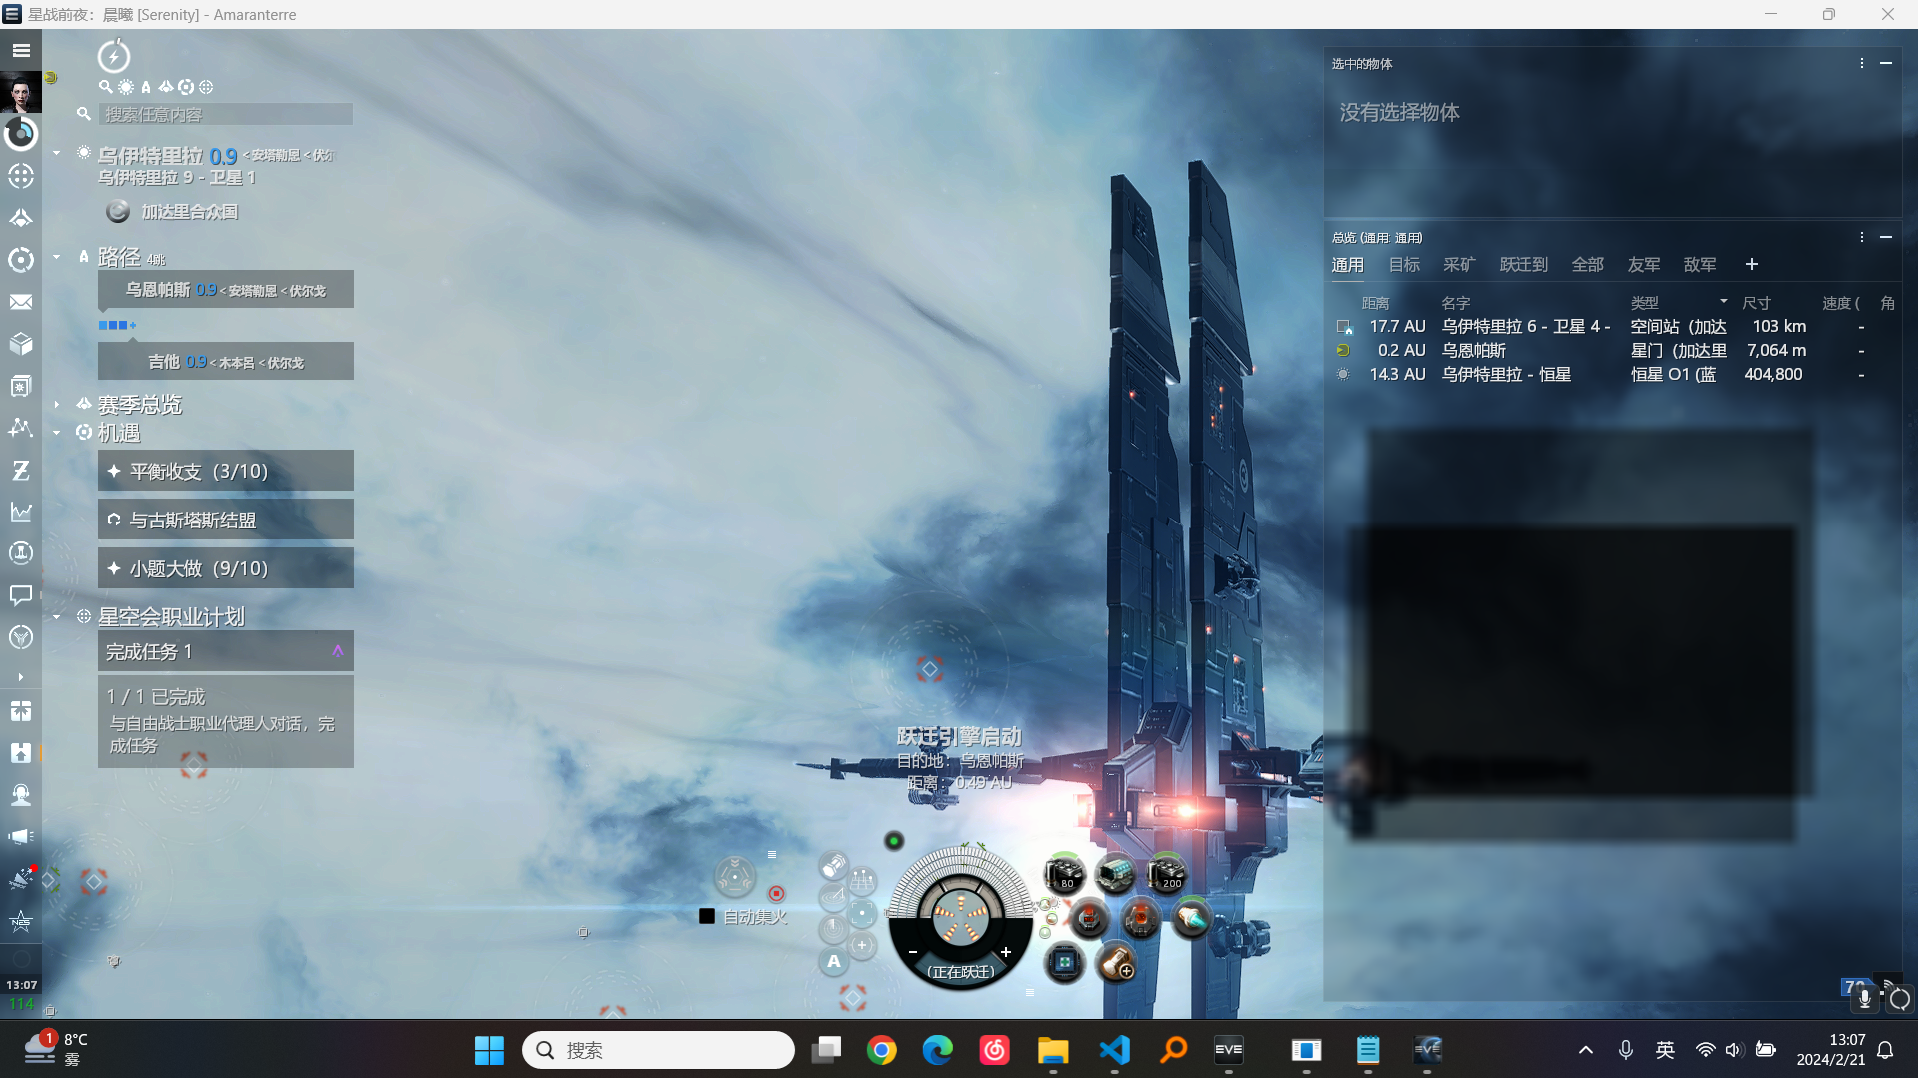 星战前夜：晨曦 [Serenity] - Amaranterre
搜索任意内容
乌伊特里拉 0.9 < 安塔勒恩 < 伏尔
乌伊特里拉 9 - 卫星 1
加达里合众国
路径 4跳
乌恩帕斯 0.9 < 安塔勒恩 < 伏尔戈
吉他 0.9 < 木本吕 < 伏尔戈
赛季总览
机遇
平衡收支（3/10）
与古斯塔斯结盟
小题大做（9/10）
星空会职业计划
完成任务 1
1 / 1 已完成
与自由战士职业代理人对话，完
成任务
跃迁引擎启动
目的地：乌恩帕斯
距离：0.49 AU
自动集火
A
80
200
(正在跃迁)
选中的物体
没有选择物体
总览 (通用: 通用)
通用 目标 采矿 跃迁到 全部 友军 敌军 +
距离 名字 类型 尺寸 速度 ( 角
17.7 AU 乌伊特里拉 6 - 卫星 4 - 空间站（加达 103 km -
0.2 AU 乌恩帕斯 星门（加达里 7,064 m -
14.3 AU 乌伊特里拉 - 恒星 恒星 O1 (蓝 404,800 -
NES
13:07
114
1
8°C
雾
搜索
EVE
EVE
英
13:07
2024/2/21